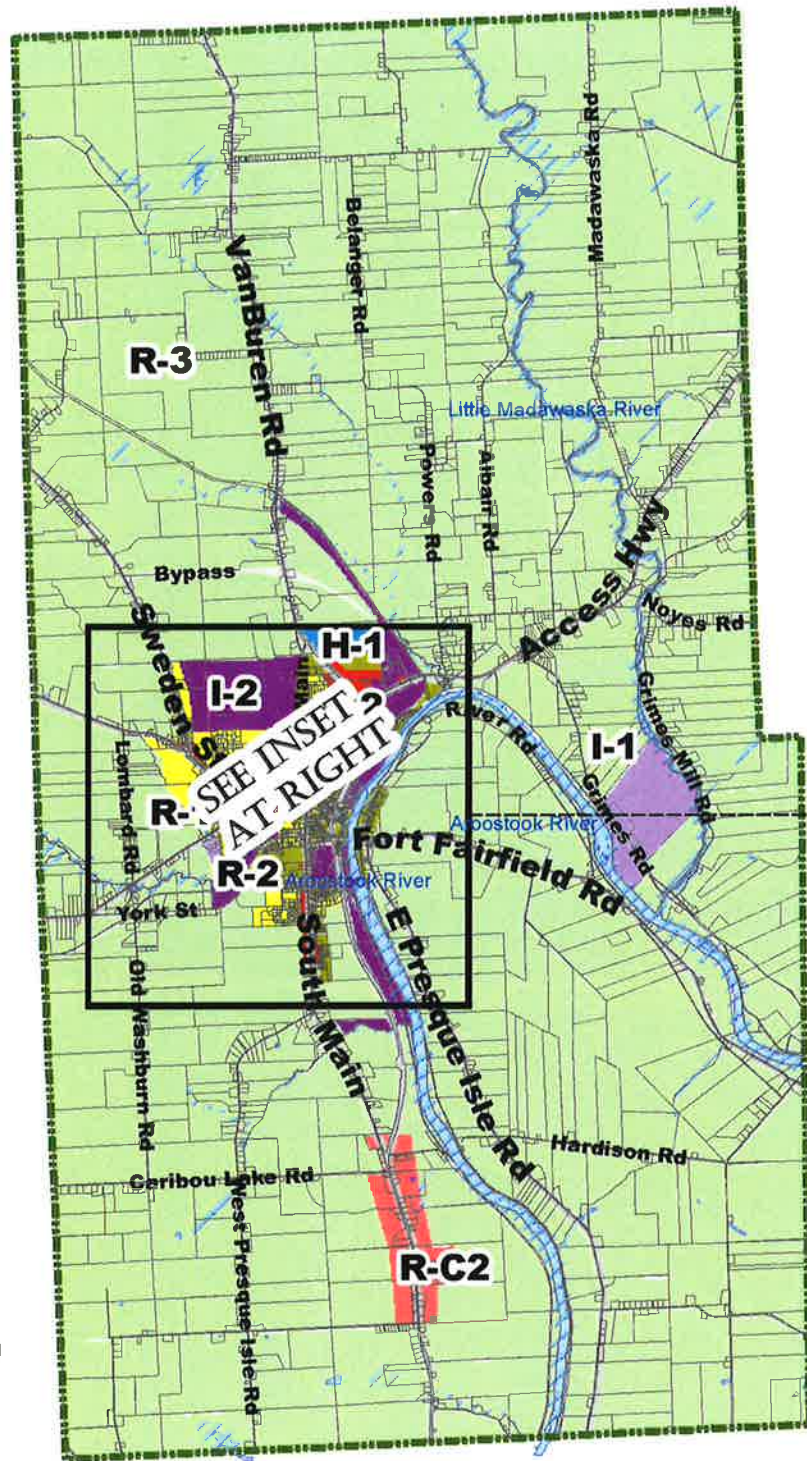 Madawaska Rd
Belanger Rd
VanBuren Rd
R-3
Little Madawaska River
Powers Rd
Alban Rd
Access Hwy
Bypass
Noyes Rd
Sweden St
H-1
I-2
Main
SEE INSET
AT RIGHT
River Rd
I-1
Grimes Mill Rd
Lombard Rd
R-
Aroostook River
Grimes Rd
Fort Fairfield Rd
R-2
Aroostook River
York St
Old Washburn Rd
South Main
E Presque Isle Rd
Hardison Rd
Caribou Lake Rd
West Presque Isle Rd
R-C2